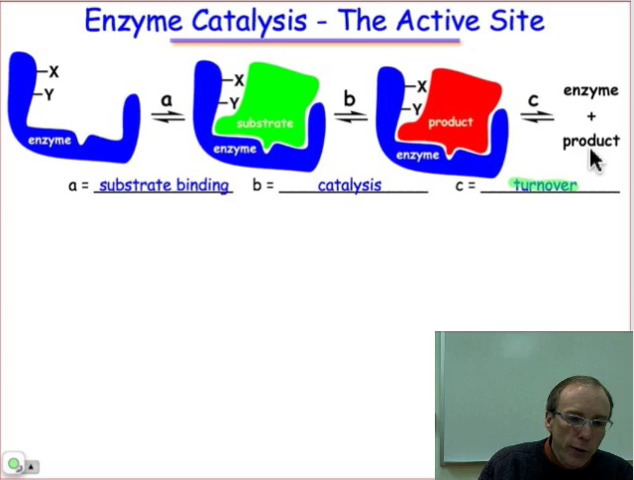 Enzyme Catalysis - The Active Site
X
Y
enzyme
a
X
Y
substrate
enzyme
b
X
Y
product
enzyme
c
enzyme
+
product
a = substrate binding b = catalysis c = turnover